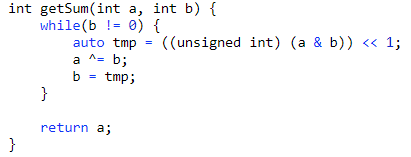 int getSum(int a, int b) {
    while(b != 0) {
        auto tmp = ((unsigned int) (a & b)) << 1;
        a ^= b;
        b = tmp;
    }

    return a;
}